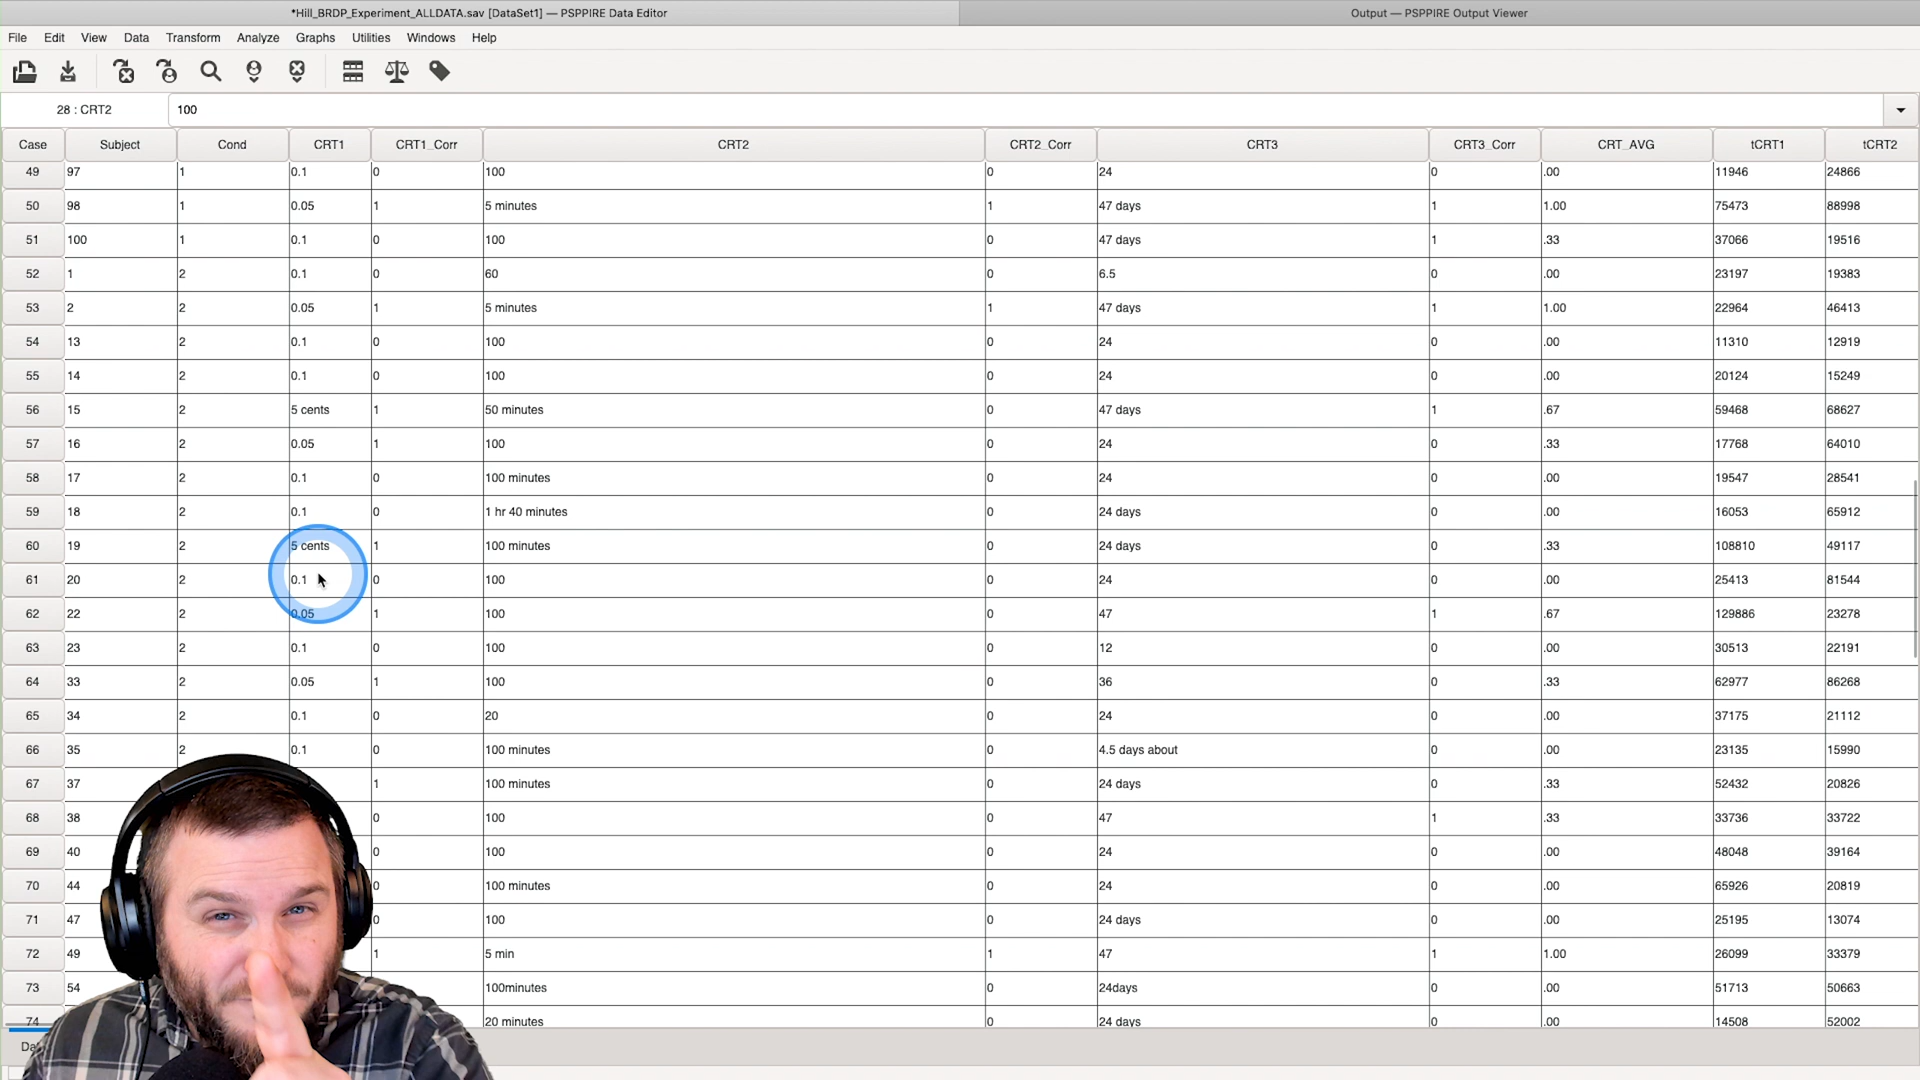 *Hill_BRDP_Experiment_ALLDATA.sav [DataSet1] — PSPPIRE Data Editor Output — PSPPIRE Output Viewer
File Edit View Data Transform Analyze Graphs Utilities Windows Help
28 : CRT2 100
Case Subject Cond CRT1 CRT1_Corr CRT2 CRT2_Corr CRT3 CRT3_Corr CRT_AVG tCRT1 tCRT2
49 97 1 0.1 0 100 0 24 0 .00 11946 24866
50 98 1 0.05 1 5 minutes 1 47 days 1 1.00 75473 88998
51 100 1 0.1 0 100 0 47 days 1 .33 37066 19516
52 1 2 0.1 0 60 0 6.5 0 .00 23197 19383
53 2 2 0.05 1 5 minutes 1 47 days 1 1.00 22964 46413
54 13 2 0.1 0 100 0 24 0 .00 11310 12919
55 14 2 0.1 0 100 0 24 0 .00 20124 15249
56 15 2 5 cents 1 50 minutes 0 47 days 1 .67 59468 68627
57 16 2 0.05 1 100 0 24 0 .33 17768 64010
58 17 2 0.1 0 100 minutes 0 24 0 .00 19547 28541
59 18 2 0.1 0 1 hr 40 minutes 0 24 days 0 .00 16053 65912
60 19 2 5 cents 1 100 minutes 0 24 days 0 .33 108810 49117
61 20 2 0.1 0 100 0 24 0 .00 25413 81544
62 22 2 0.05 1 100 0 47 1 .67 129886 23278
63 23 2 0.1 0 100 0 12 0 .00 30513 22191
64 33 2 0.05 1 100 0 36 0 .33 62977 86268
65 34 2 0.1 0 20 0 24 0 .00 37175 21112
66 35 2 0.1 0 100 minutes 0 4.5 days about 0 .00 23135 15990
67 37 1 100 minutes 0 24 days 0 .33 52432 20826
68 38 0 100 0 47 1 .33 33736 33722
69 40 0 100 0 24 0 .00 48048 39164
70 44 0 100 minutes 0 24 0 .00 65926 20819
71 47 0 100 0 24 days 0 .00 25195 13074
72 49 1 5 min 1 47 1 1.00 26099 33379
73 54 100minutes 0 24days 0 .00 51713 50663
74 20 minutes 0 24 days 0 .00 14508 52002